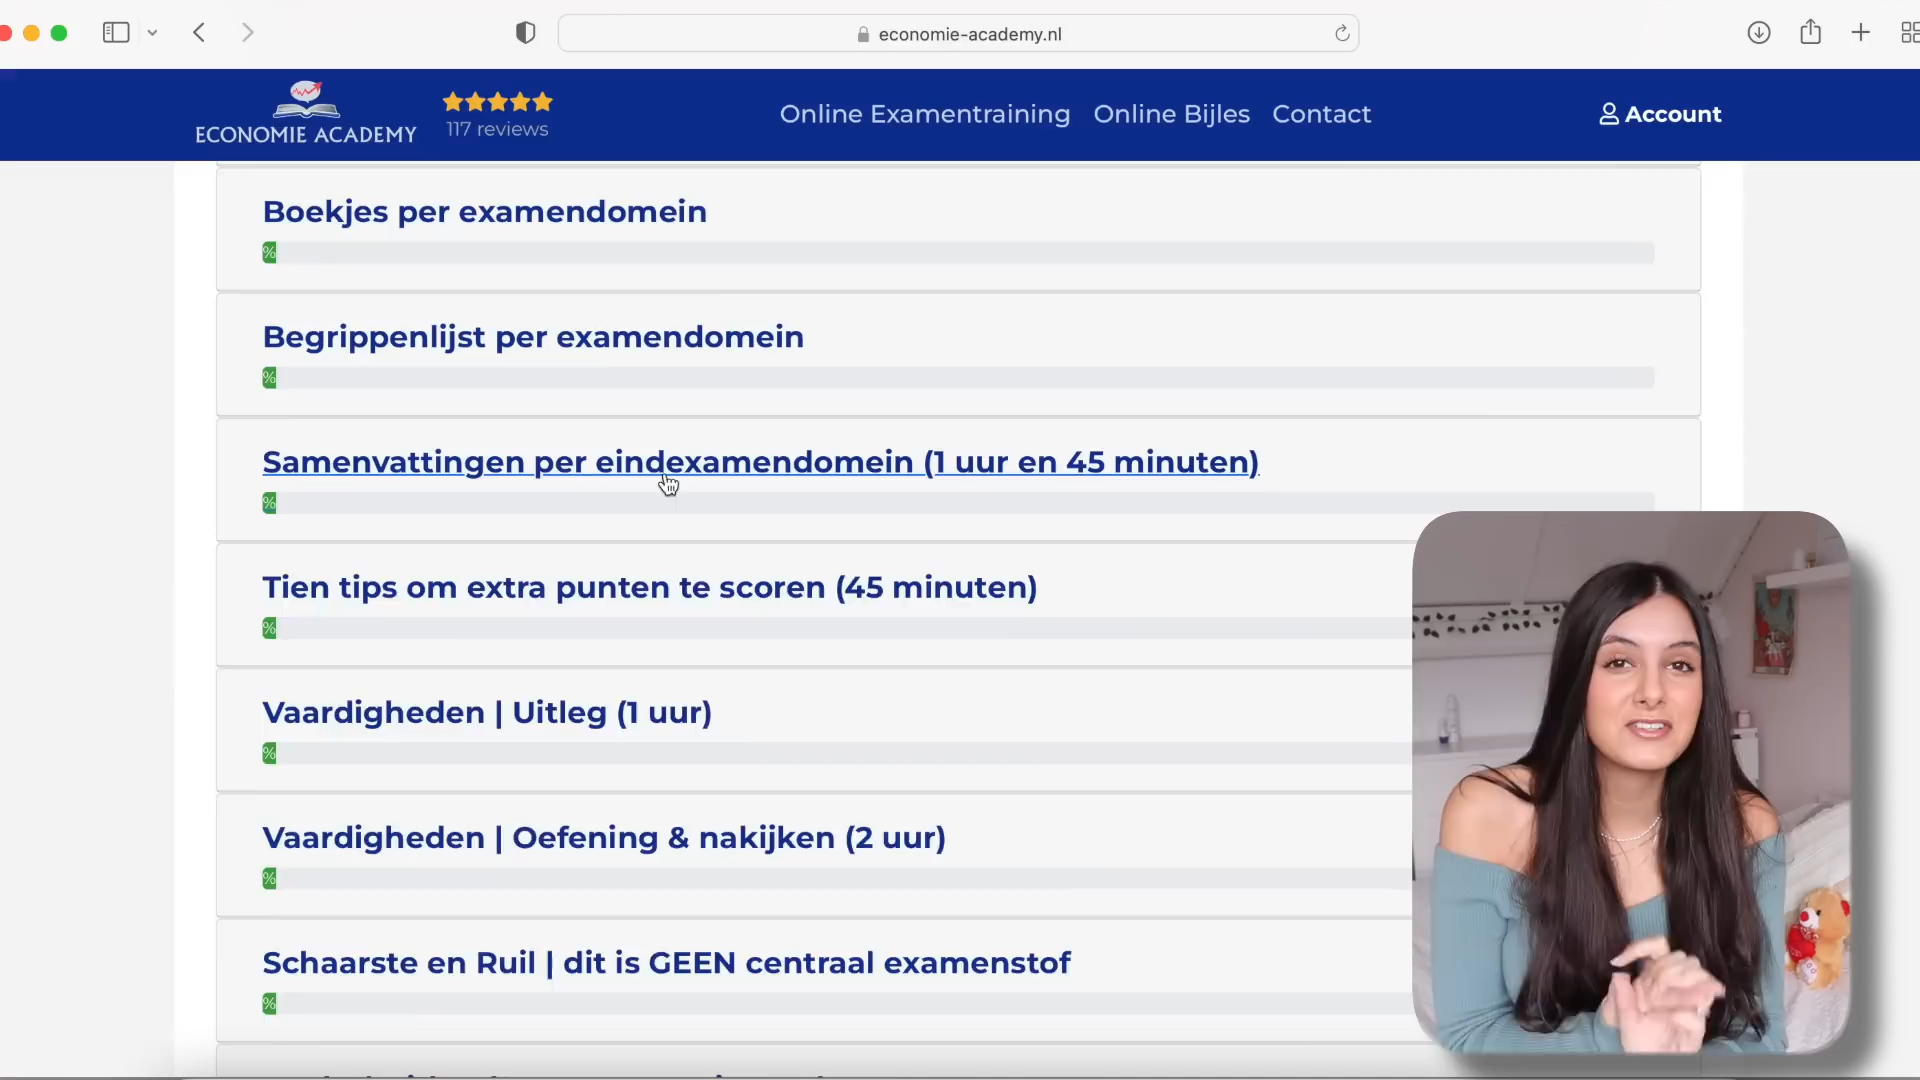 economie-academy.nl
ECONOMIE ACADEMY
117 reviews
Online Examentraining
Online Bijles
Contact
Account
Boekjes per examendomein
%
Begrippenlijst per examendomein
%
Samenvattingen per eindexamendomein (1 uur en 45 minuten)
%
Tien tips om extra punten te scoren (45 minuten)
%
Vaardigheden | Uitleg (1 uur)
%
Vaardigheden | Oefening & nakijken (2 uur)
%
Schaarste en Ruil | dit is GEEN centraal examenstof
%